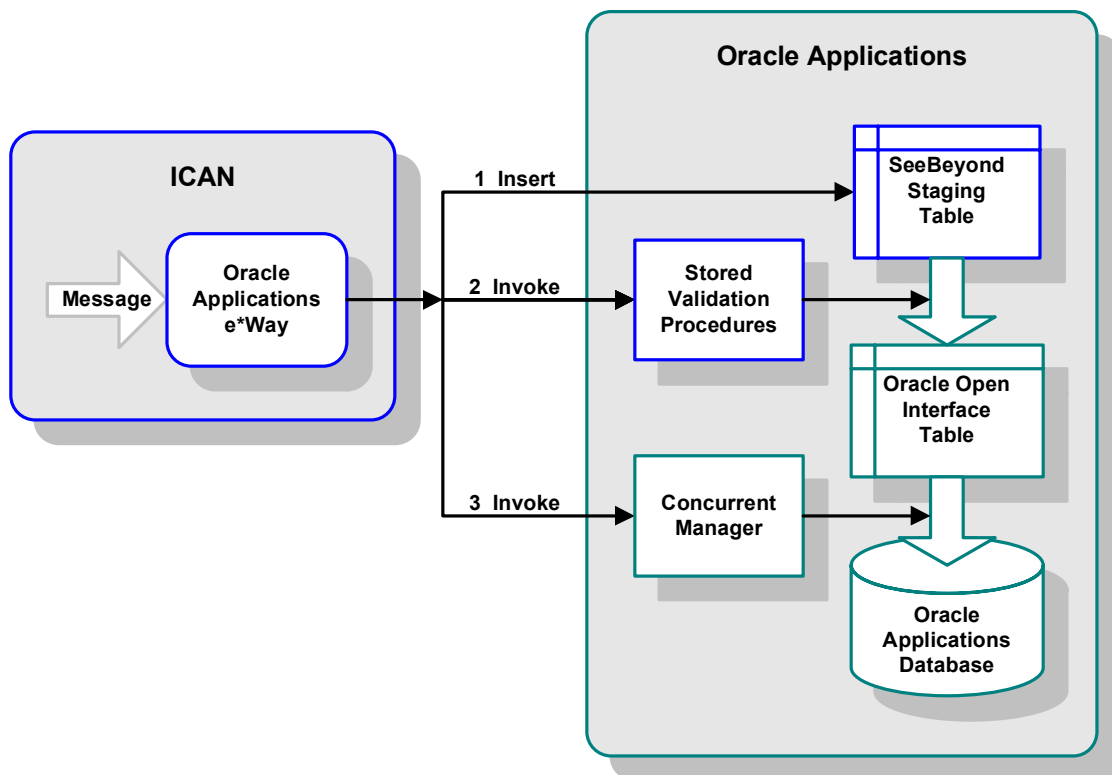 Oracle Applications
ICAN
Message
Oracle
Applications
e*Way
1 Insert
2 Invoke
3 Invoke
SeeBeyond
Staging
Table
Stored
Validation
Procedures
Oracle Open
Interface
Table
Concurrent
Manager
Oracle
Applications
Database